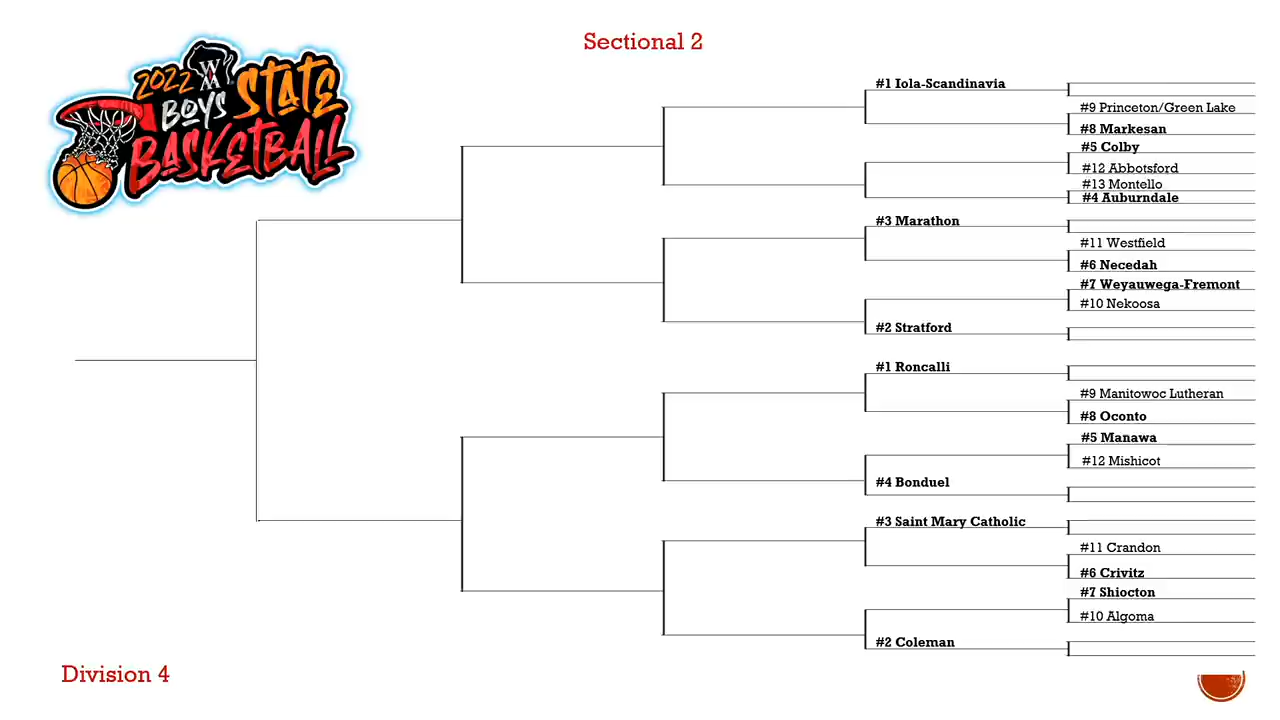 Sectional 2
2022 WIAA STATE
BOYS
BASKETBALL
#1 Iola-Scandinavia
#9 Princeton/Green Lake
#8 Markesan
#5 Colby
#12 Abbotsford
#13 Montello
#4 Auburndale
#3 Marathon
#11 Westfield
#6 Necedah
#7 Weyauwega-Fremont
#10 Nekoosa
#2 Stratford
#1 Roncalli
#9 Manitowoc Lutheran
#8 Oconto
#5 Manawa
#12 Mishicot
#4 Bonduel
#3 Saint Mary Catholic
#11 Crandon
#6 Crivitz
#7 Shiocton
#10 Algoma
#2 Coleman
Division 4